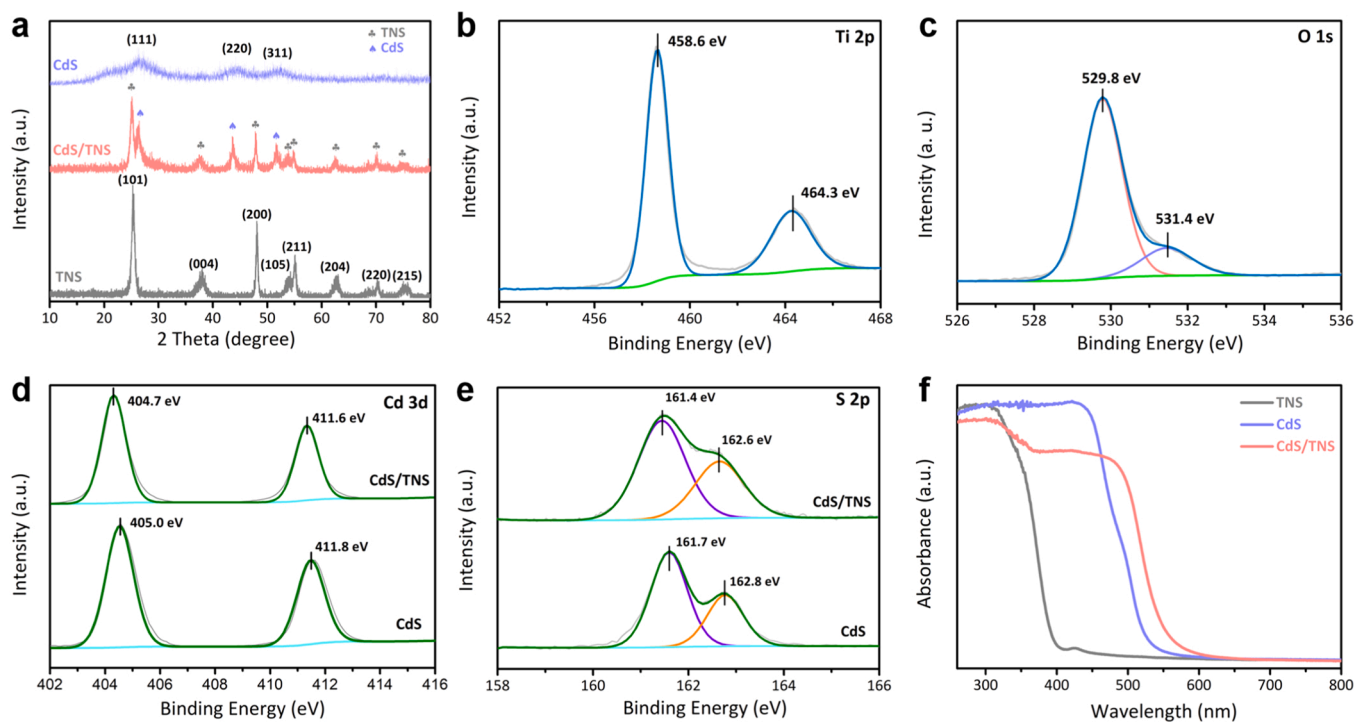 a
CdS
(111)
(220)
(311)
♣ TNS
♠ CdS
CdS/TNS
(101)
(004)
(200)
(105)
(211)
(204)
(220)
(215)
TNS
Intensity (a.u.)
10 20 30 40 50 60 70 80
2 Theta (degree)
b
Ti 2p
458.6 eV
464.3 eV
Intensity (a.u.)
452 456 460 464 468
Binding Energy (eV)
c
O 1s
529.8 eV
531.4 eV
Intensity (a. u.)
526 528 530 532 534 536
Binding Energy (eV)
d
Cd 3d
404.7 eV
411.6 eV
CdS/TNS
405.0 eV
411.8 eV
CdS
Intensity (a.u.)
402 404 406 408 410 412 414 416
Binding Energy (eV)
e
S 2p
161.4 eV
162.6 eV
CdS/TNS
161.7 eV
162.8 eV
CdS
Intensity (a.u.)
158 160 162 164 166
Binding Energy (eV)
f
TNS
CdS
CdS/TNS
Absorbance (a.u.)
300 400 500 600 700 800
Wavelength (nm)